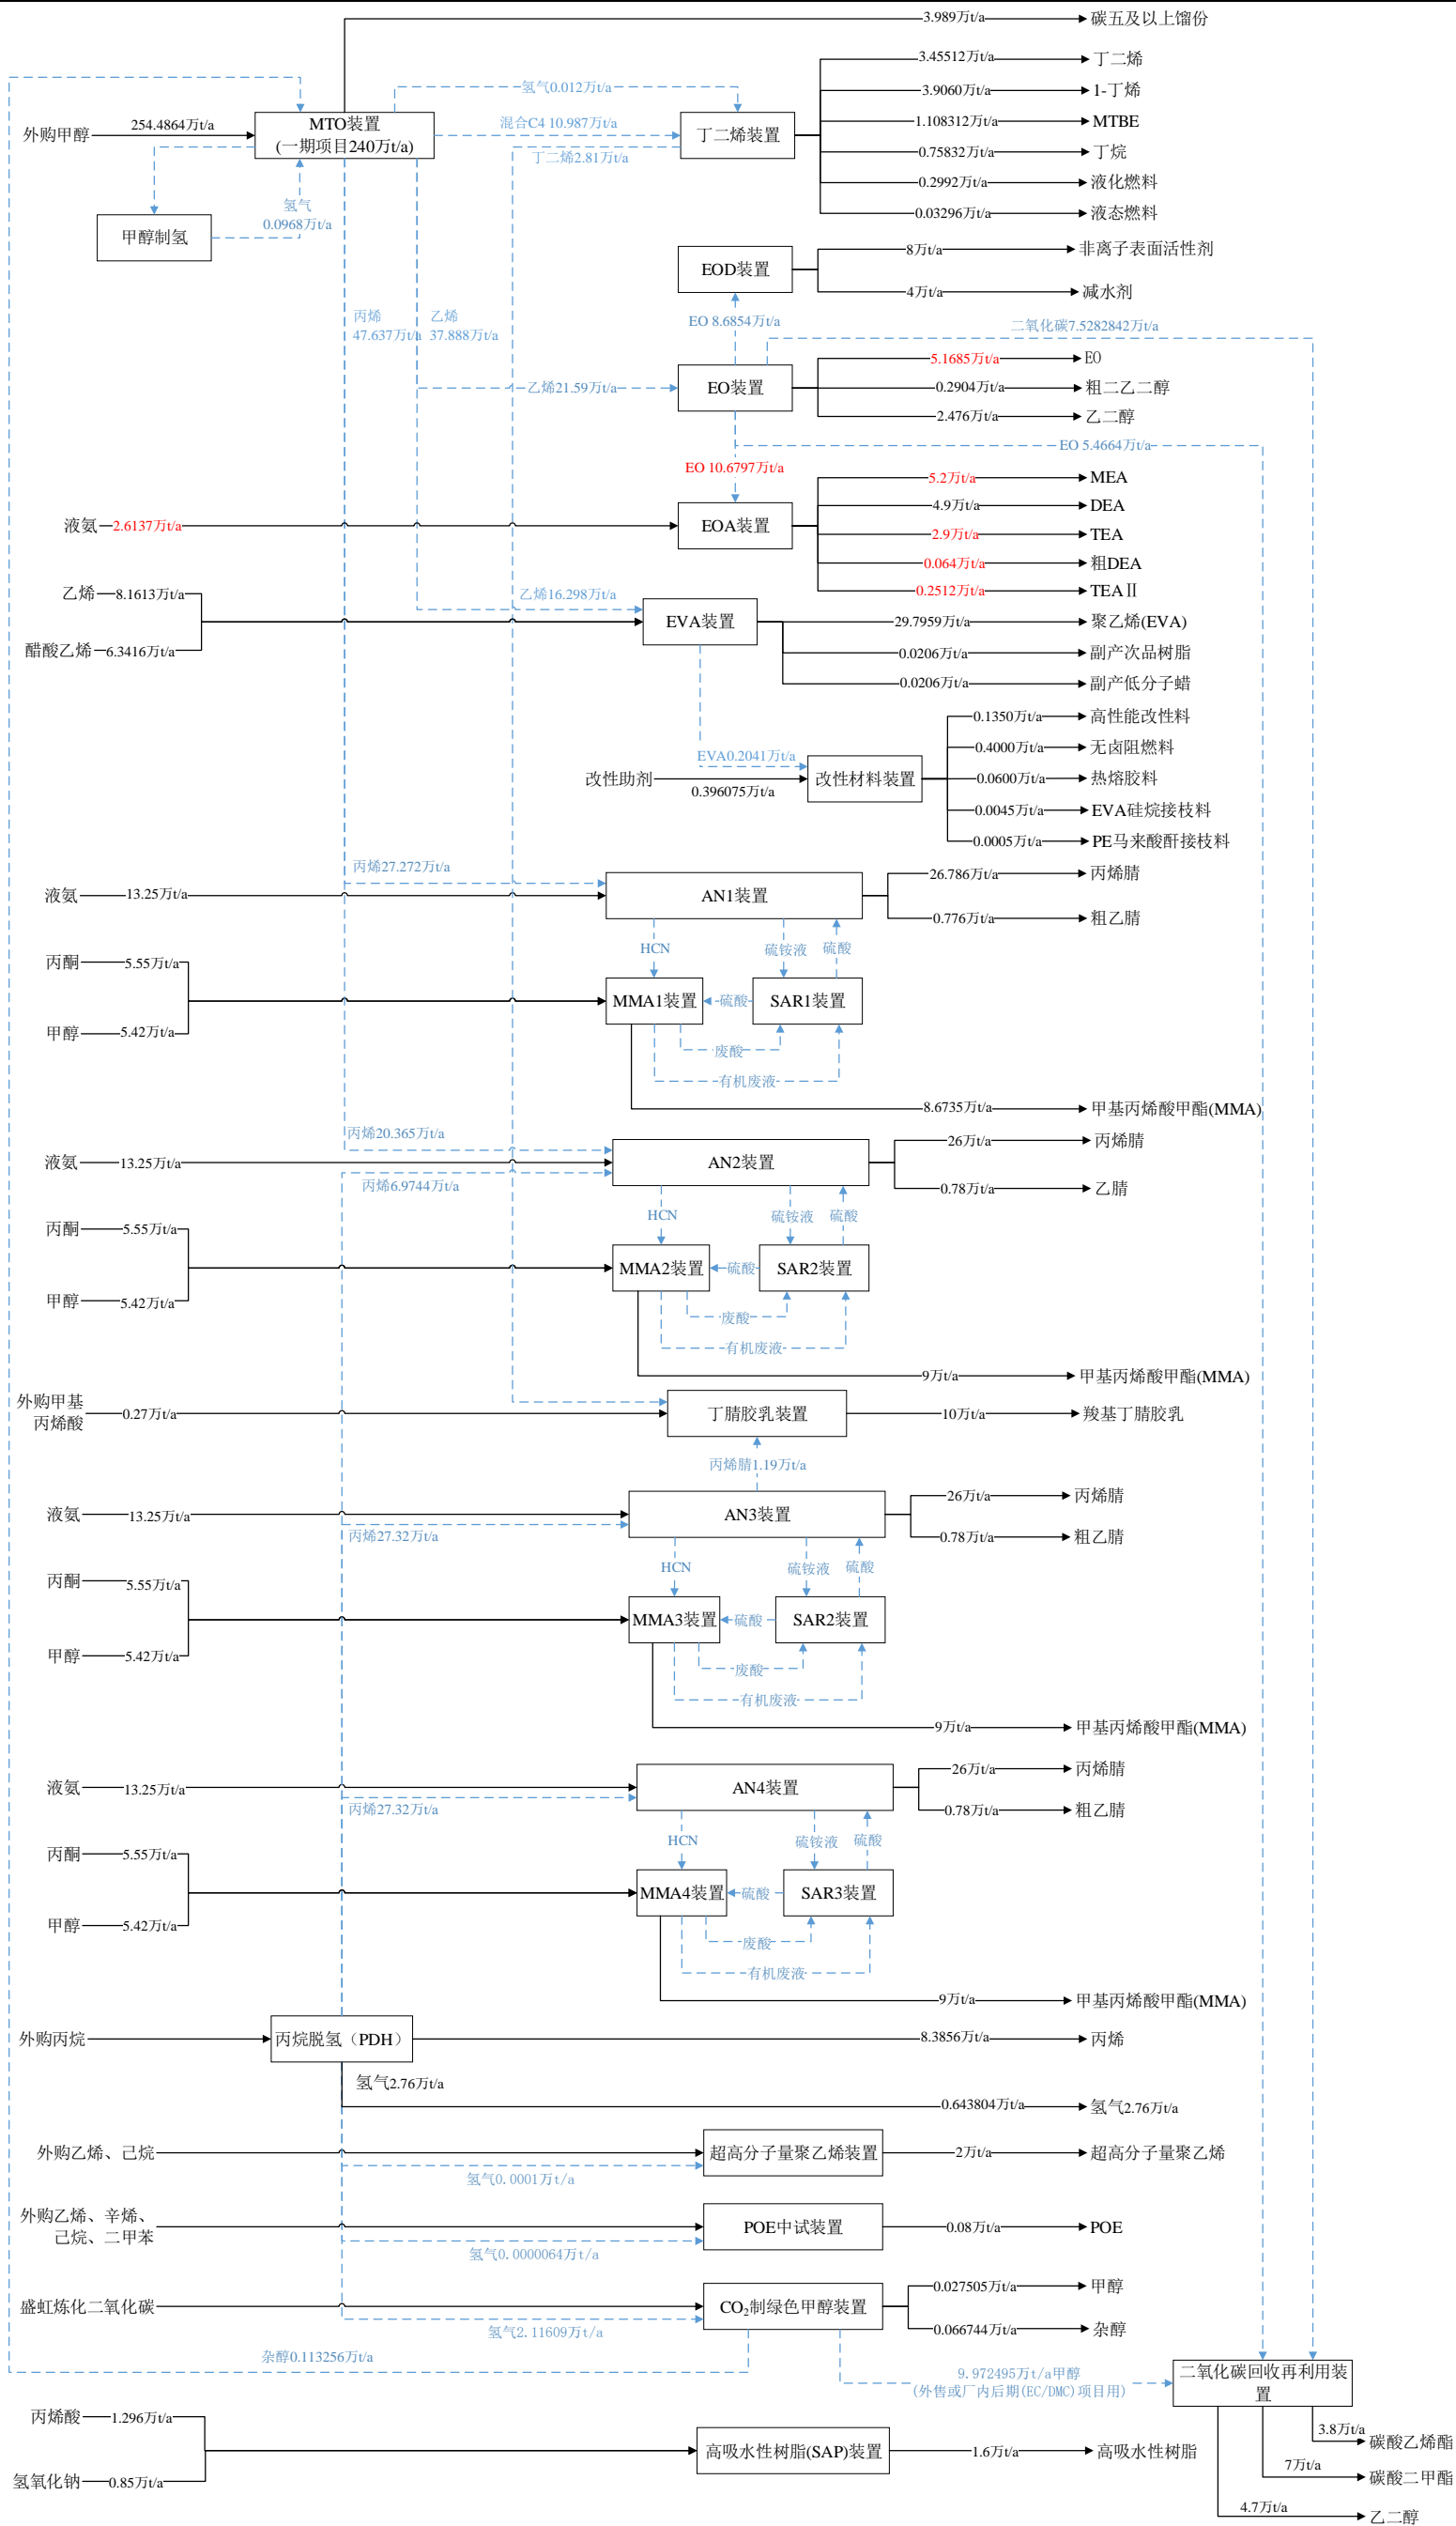 3.989万t/a
碳五及以上馏份
3.45512万t/a
丁二烯
氢气0.012万t/a
3.9060万t/a
1-丁烯
外购甲醇
254.4864万t/a
MTO装置
(一期项目240万t/a)
混合C4 10.987万t/a
丁二烯装置
1.108312万t/a
MTBE
丁二烯2.81万t/a
0.75832万t/a
丁烷
0.2992万t/a
液化燃料
氢气
0.0968万t/a
0.03296万t/a
液态燃料
甲醇制氢
EOD装置
8万t/a
非离子表面活性剂
4万t/a
减水剂
丙烯
47.637万t/a
乙烯
37.888万t/a
EO 8.6854万t/a
二氧化碳7.5282842万t/a
5.1685万t/a
EO
乙烯21.59万t/a
EO装置
0.2904万t/a
粗二乙二醇
2.476万t/a
乙二醇
EO 5.4664万t/a
EO 10.6797万t/a
5.2万t/a
MEA
4.9万t/a
DEA
液氨
2.6137万t/a
EOA装置
2.9万t/a
TEA
0.064万t/a
粗DEA
0.2512万t/a
TEAⅡ
乙烯
8.1613万t/a
乙烯16.298万t/a
EVA装置
29.7959万t/a
聚乙烯(EVA)
醋酸乙烯
6.3416万t/a
0.0206万t/a
副产次品树脂
0.0206万t/a
副产低分子蜡
0.1350万t/a
高性能改性料
EVA0.2041万t/a
0.4000万t/a
无卤阻燃料
改性助剂
0.396075万t/a
改性材料装置
0.0600万t/a
热熔胶料
0.0045万t/a
EVA硅烷接枝料
0.0005万t/a
PE马来酸酐接枝料
丙烯27.272万t/a
液氨
13.25万t/a
AN1装置
26.786万t/a
丙烯腈
0.776万t/a
粗乙腈
HCN
硫铵液
硫酸
丙酮
5.55万t/a
MMA1装置
硫酸
SAR1装置
甲醇
5.42万t/a
废酸
有机废液
8.6735万t/a
甲基丙烯酸甲酯(MMA)
丙烯20.365万t/a
液氨
13.25万t/a
AN2装置
26万t/a
丙烯腈
丙烯6.9744万t/a
0.78万t/a
乙腈
HCN
硫铵液
硫酸
丙酮
5.55万t/a
MMA2装置
硫酸
SAR2装置
甲醇
5.42万t/a
废酸
有机废液
9万t/a
甲基丙烯酸甲酯(MMA)
外购甲基
丙烯酸
0.27万t/a
丁腈胶乳装置
10万t/a
羧基丁腈胶乳
丙烯腈1.19万t/a
液氨
13.25万t/a
AN3装置
26万t/a
丙烯腈
丙烯27.32万t/a
0.78万t/a
粗乙腈
HCN
硫铵液
硫酸
丙酮
5.55万t/a
MMA3装置
硫酸
SAR2装置
甲醇
5.42万t/a
废酸
有机废液
9万t/a
甲基丙烯酸甲酯(MMA)
液氨
13.25万t/a
AN4装置
26万t/a
丙烯腈
丙烯27.32万t/a
0.78万t/a
粗乙腈
HCN
硫铵液
硫酸
丙酮
5.55万t/a
MMA4装置
硫酸
SAR3装置
甲醇
5.42万t/a
废酸
有机废液
9万t/a
甲基丙烯酸甲酯(MMA)
外购丙烷
丙烷脱氢（PDH）
8.3856万t/a
丙烯
氢气2.76万t/a
0.643804万t/a
氢气2.76万t/a
外购乙烯、己烷
超高分子量聚乙烯装置
2万t/a
超高分子量聚乙烯
氢气0.0001万t/a
外购乙烯、辛烯、
己烷、二甲苯
POE中试装置
0.08万t/a
POE
氢气0.0000064万t/a
盛虹炼化二氧化碳
CO₂制绿色甲醇装置
0.027505万t/a
甲醇
氢气2.11609万t/a
0.066744万t/a
杂醇
杂醇0.113256万t/a
9.972495万t/a甲醇
(外售或厂内后期(EC/DMC)项目用)
二氧化碳回收再利用装
置
丙烯酸
1.296万t/a
3.8万t/a
碳酸乙烯酯
高吸水性树脂(SAP)装置
1.6万t/a
高吸水性树脂
7万t/a
碳酸二甲酯
氢氧化钠
0.85万t/a
4.7万t/a
乙二醇